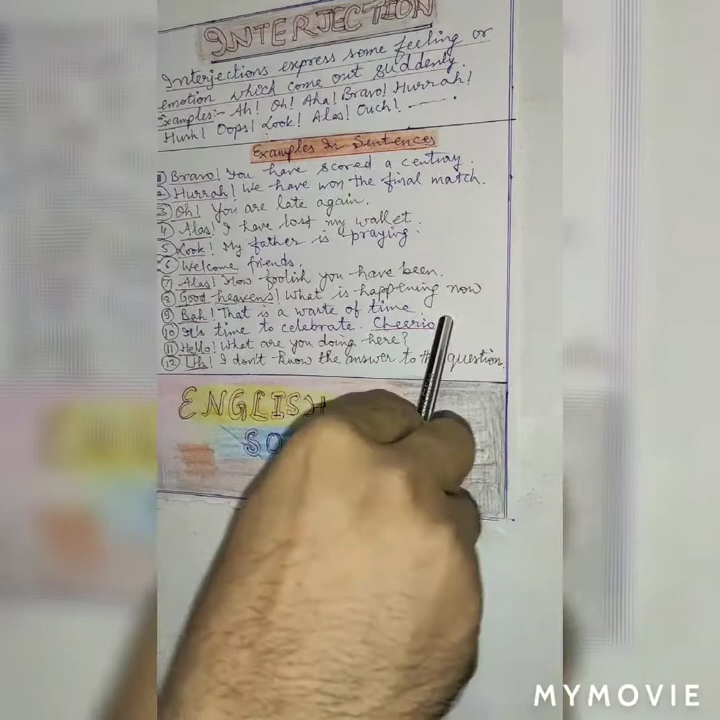 INTERJECTION
Interjections express some feeling or
emotion which come out suddenly.
Examples:- Ah! Oh! Aha! Bravo! Hurrah!
Hush! Oops! Look! Alas! Ouch! ———.
Examples In Sentences
① Bravo! You have scored a century.
② Hurrah! We have won the final match.
③ Oh! You are late again.
④ Alas! I have lost my wallet.
⑤ Look! My father is praying.
⑥ Welcome friends.
⑦ Alas! How foolish you have been.
⑧ Good heavens! What is happening now
⑨ Bah! That is a waste of time.
⑩ It's time to celebrate. Cheerio
⑪ Hello! What are you doing here?
⑫ Uh! I don't know the answer to question.
ENGLISH
SO
MYMOVIE